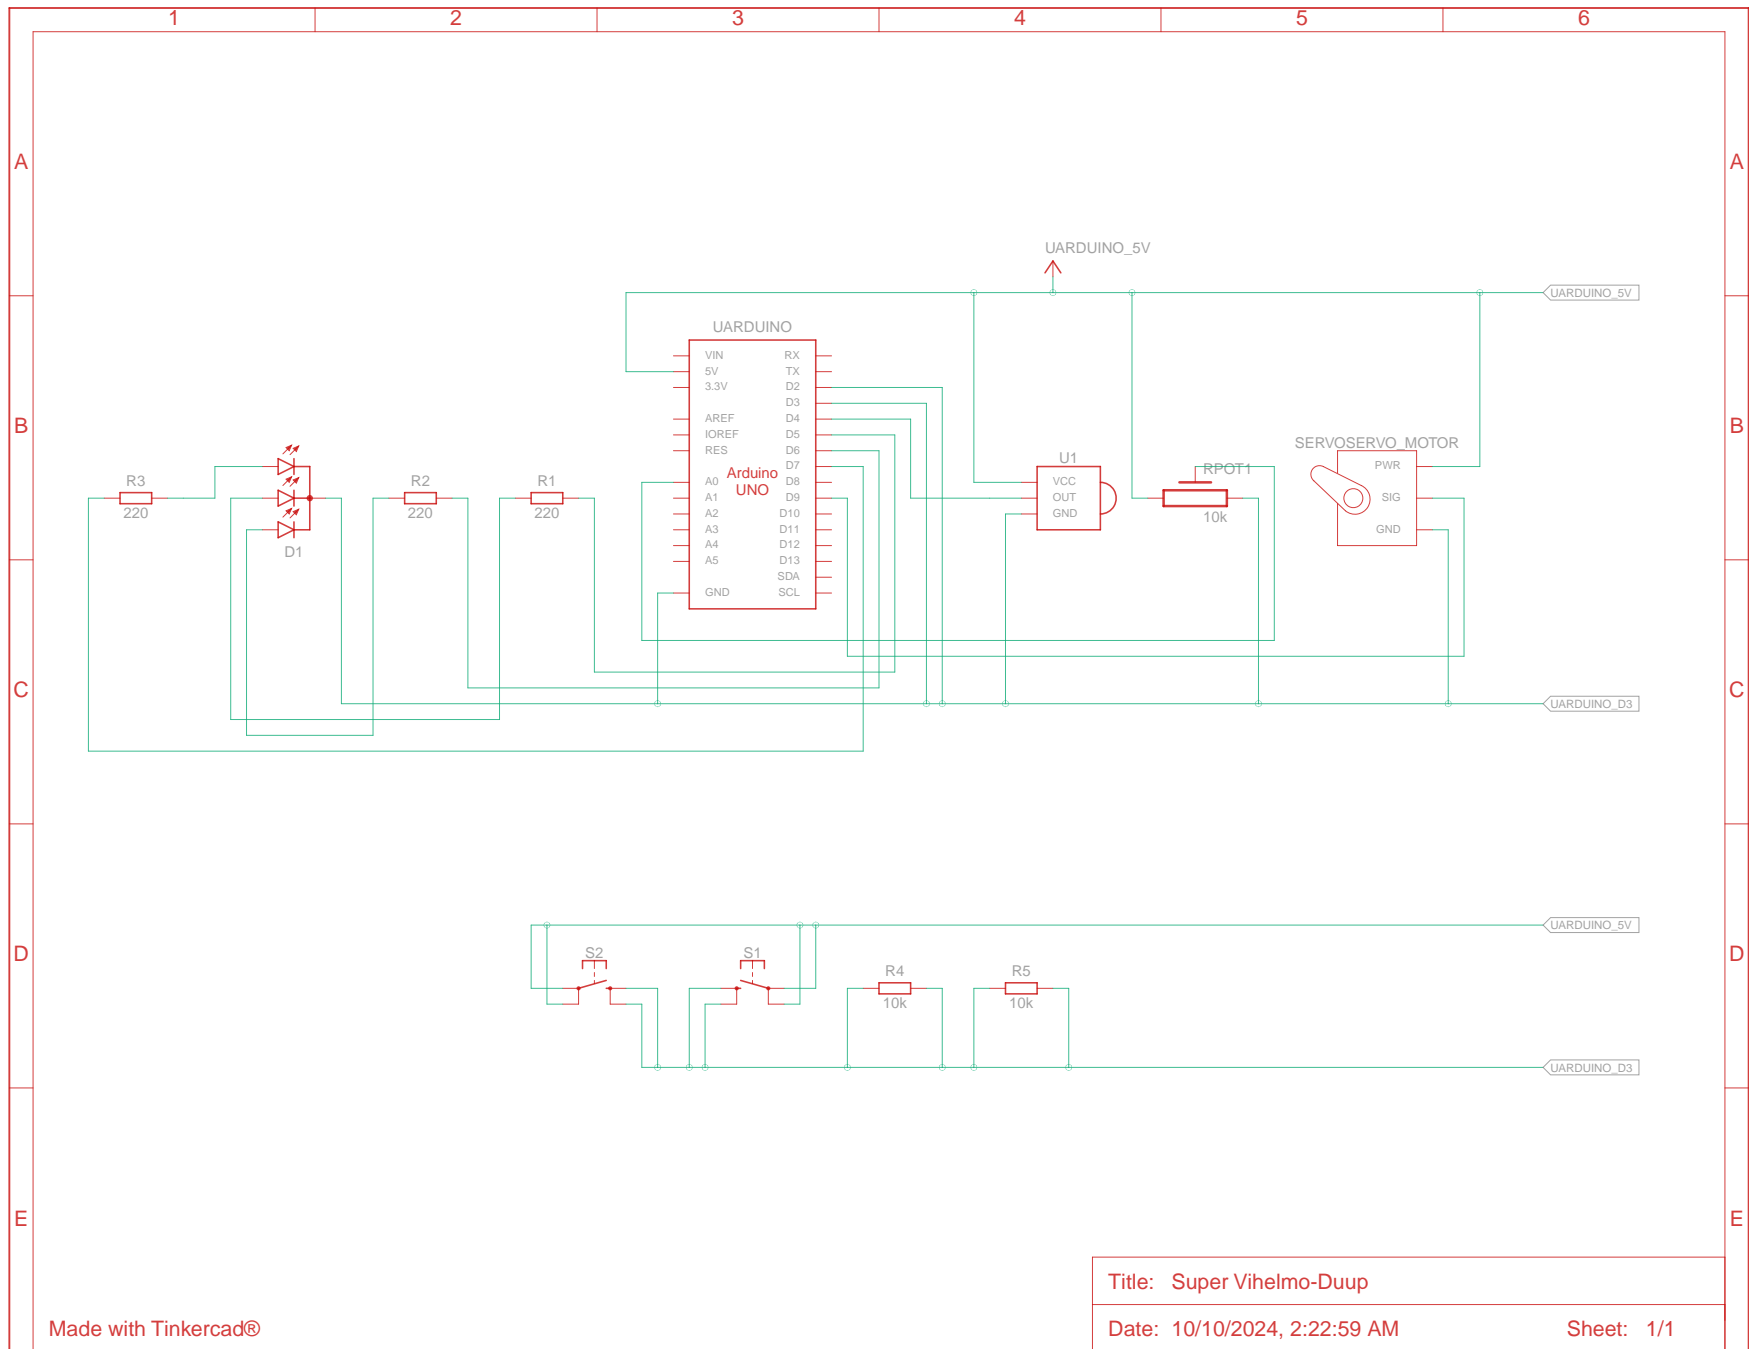 1 2 3 4 5 6
A A
UARDUINO_5V
UARDUINO_5V
UARDUINO
VIN RX
5V TX
3.3V D2
D3
AREF D4
IOREF D5
RES D6
D7
Arduino
UNO
A0 D8
A1 D9
A2 D10
A3 D11
A4 D12
A5 D13
SDA
GND SCL
B B
R3
220
D1
R2
220
R1
220
U1
VCC
OUT
GND
RPOT1
10k
SERVOSERVO_MOTOR
PWR
SIG
GND
C C
UARDUINO_D3
UARDUINO_5V
D D
S2
S1
R4
10k
R5
10k
UARDUINO_D3
E E
Title: Super Vihelmo-Duup
Made with Tinkercad®
Date: 10/10/2024, 2:22:59 AM Sheet: 1/1